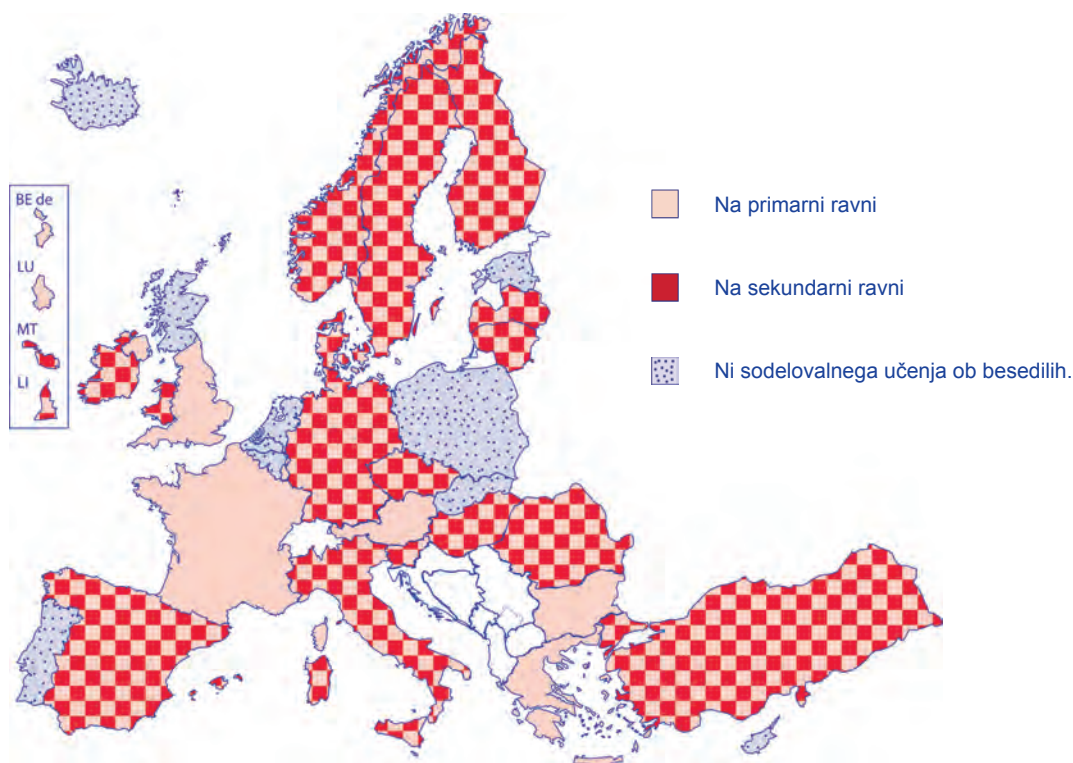 BE de
LU
MT
LI
Na primarni ravni
Na sekundarni ravni
Ni sodelovalnega učenja ob besedilih.